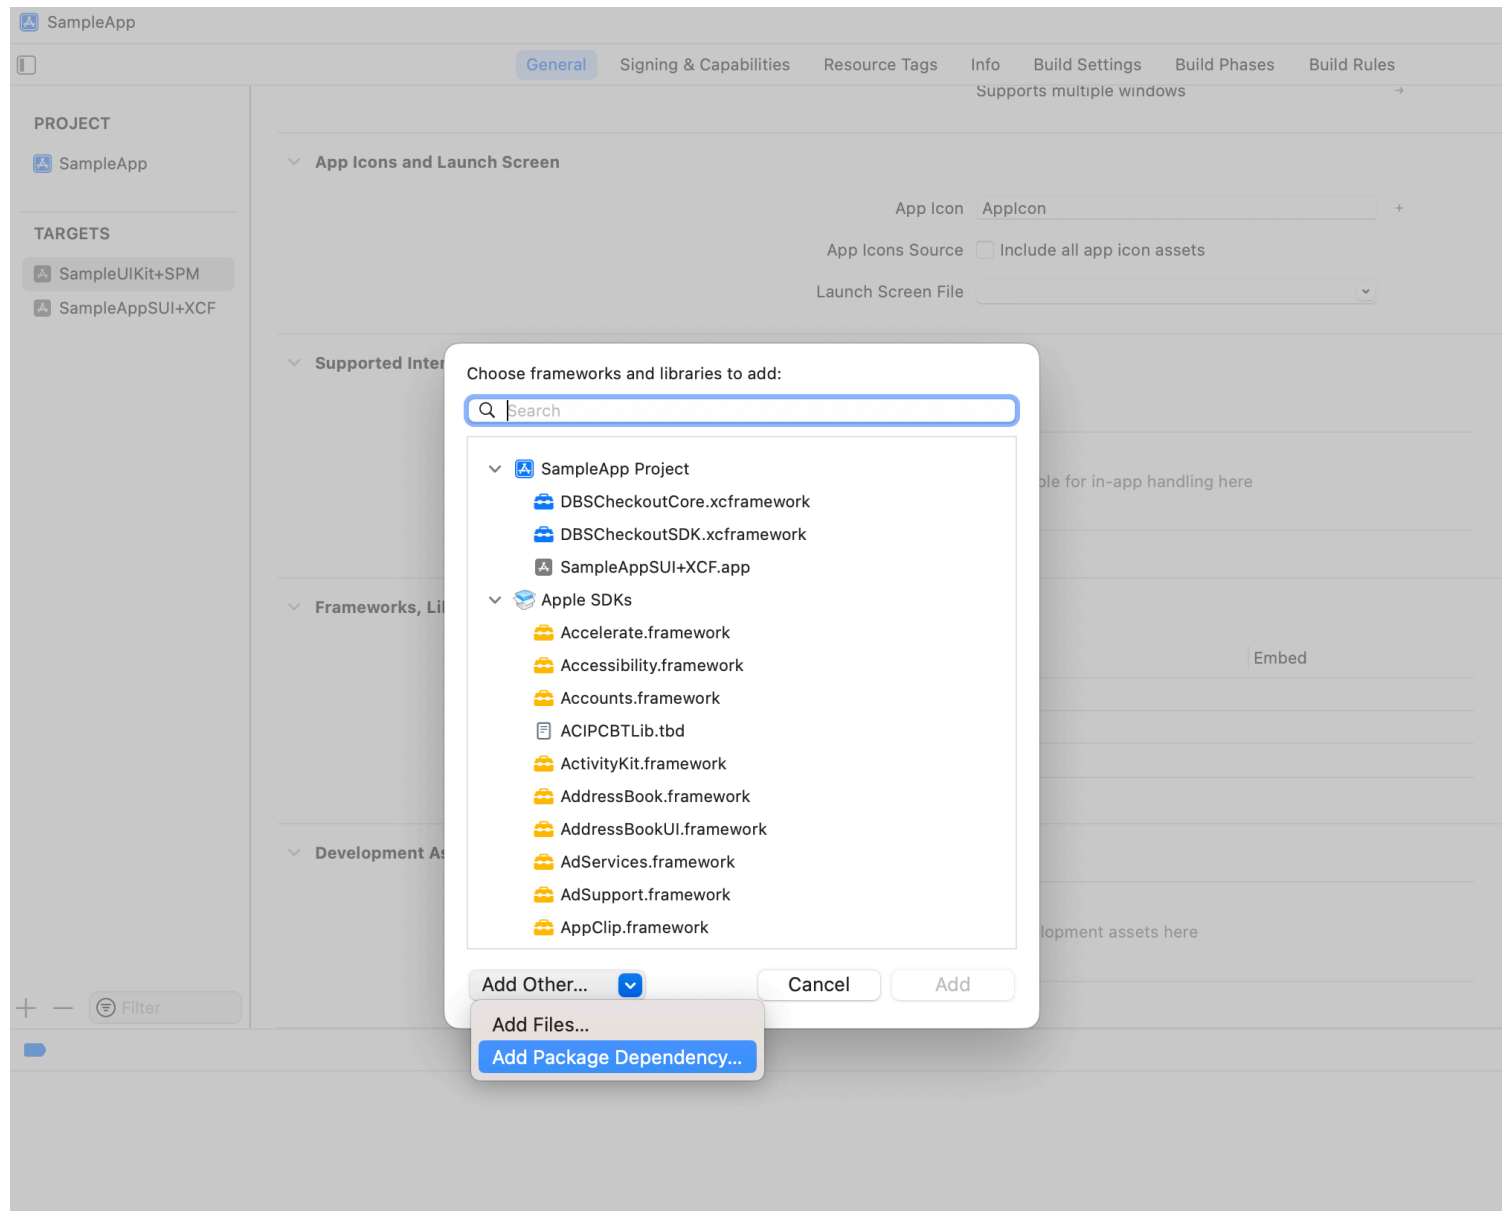 SampleApp
General Signing & Capabilities Resource Tags Info Build Settings Build Phases Build Rules
Supports multiple windows
PROJECT
SampleApp
App Icons and Launch Screen
App Icon AppIcon
App Icons Source Include all app icon assets
Launch Screen File
TARGETS
SampleUIKit+SPM
SampleAppSUI+XCF
Supported Inter
Choose frameworks and libraries to add:
Search
SampleApp Project
DBSCheckoutCore.xcframework
DBSCheckoutSDK.xcframework
SampleAppSUI+XCF.app
Apple SDKs
Accelerate.framework
Accessibility.framework
Accounts.framework
ACIPCBTLib.tbd
ActivityKit.framework
AddressBook.framework
AddressBookUI.framework
AdServices.framework
AdSupport.framework
AppClip.framework
for in-app handling here
Frameworks, Li
Embed
Development As
assets here
Add Other... Cancel Add
Add Files...
Add Package Dependency...
Filter